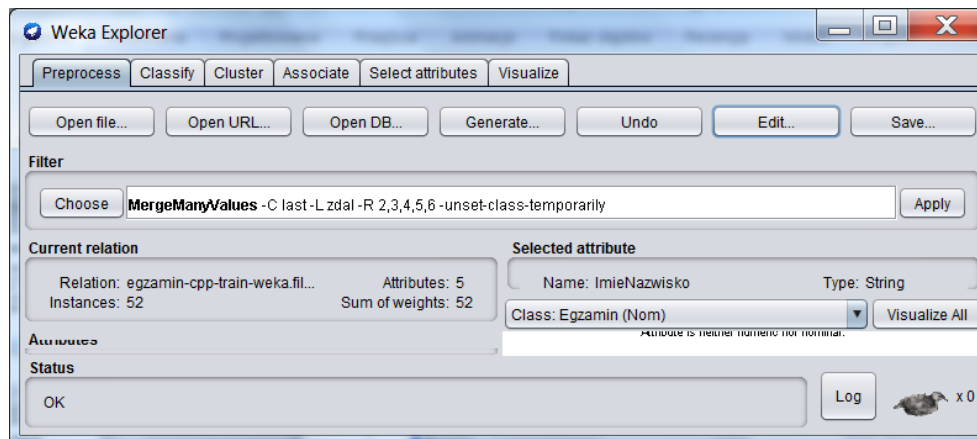 Weka Explorer
Preprocess Classify Cluster Associate Select attributes Visualize
Open file... Open URL... Open DB... Generate... Undo Edit... Save...
Filter
Choose MergeManyValues -C last -L zdal -R 2,3,4,5,6 -unset-class-temporarily Apply
Current relation
Relation: egzamin-cpp-train-weka.fil... Attributes: 5
Instances: 52 Sum of weights: 52
Selected attribute
Name: ImieNazwisko Type: String
Class: Egzamin (Nom) Visualize All
Attributes
Attribute is neither numeric nor nominal.
Status
OK
Log x 0